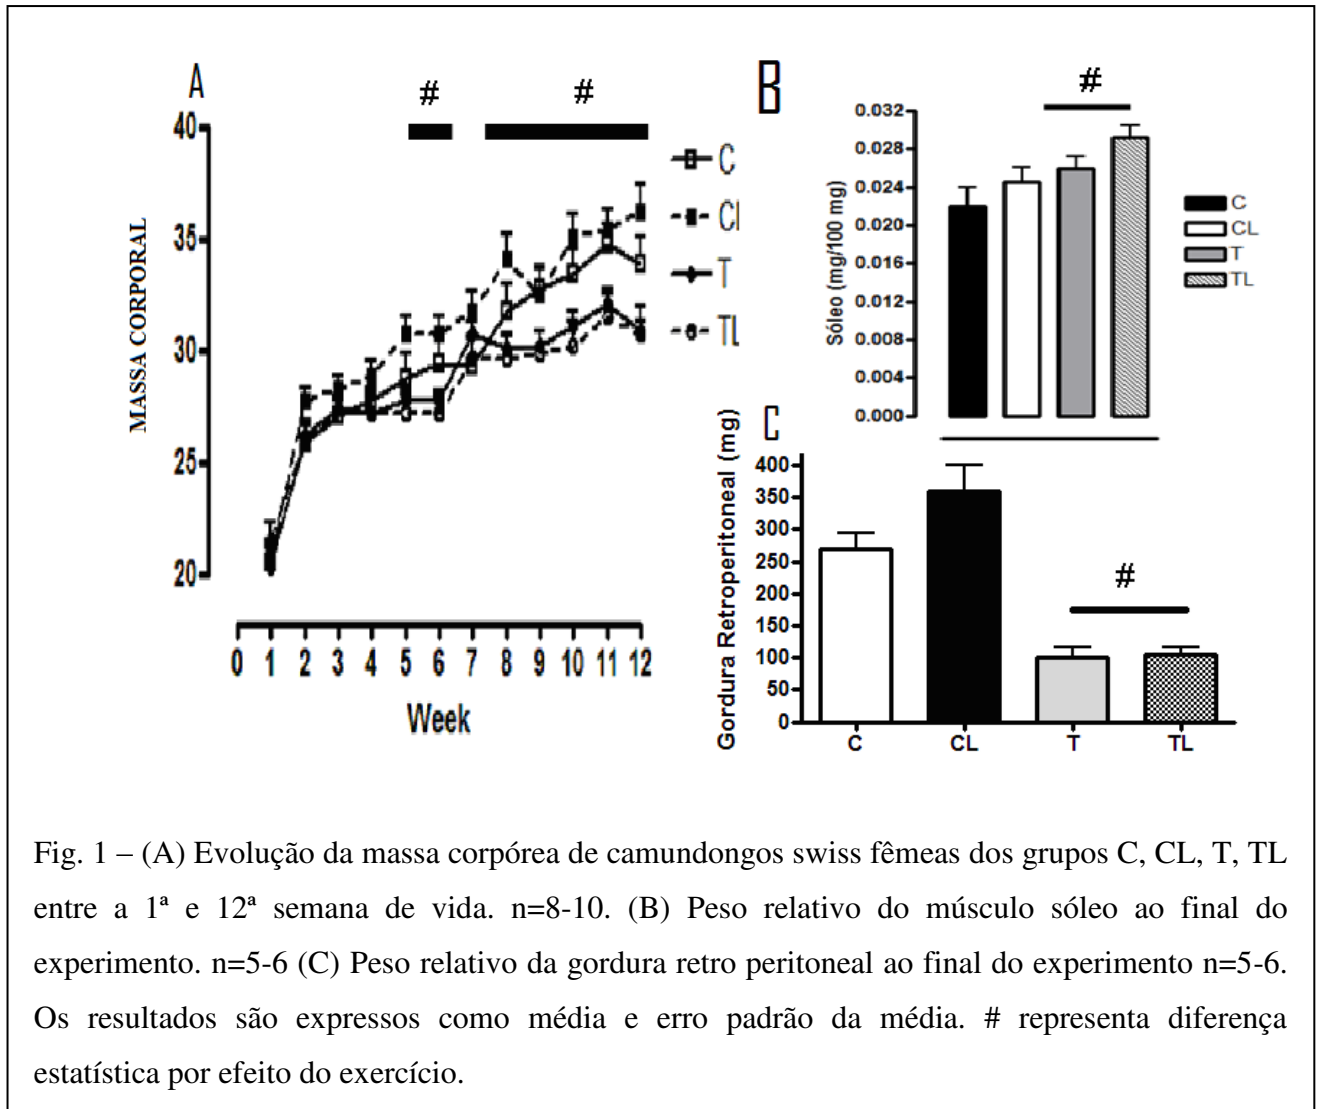 A
#
#
40
35
30
25
20
MASSA CORPORAL
0 1 2 3 4 5 6 7 8 9 10 11 12
Week
C
Cl
T
TL
B
#
0.032
0.028
0.024
0.020
0.016
0.012
0.008
0.004
0.000
Sóleo (mg/100 mg)
C
CL
T
TL
C
400
350
300
250
200
150
100
50
0
Gordura Retroperitoneal (mg)
#
C CL T TL
Fig. 1 – (A) Evolução da massa corpórea de camundongos swiss fêmeas dos grupos C, CL, T, TL
entre a 1ª e 12ª semana de vida. n=8-10. (B) Peso relativo do músculo sóleo ao final do
experimento. n=5-6 (C) Peso relativo da gordura retro peritoneal ao final do experimento n=5-6.
Os resultados são expressos como média e erro padrão da média. # representa diferença
estatística por efeito do exercício.